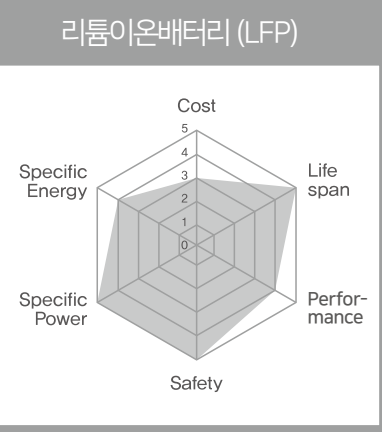 리튬이온배터리 (LFP)
Cost
5
4
3
2
1
0
Life
span
Specific
Energy
Specific
Power
Perfor-
mance
Safety